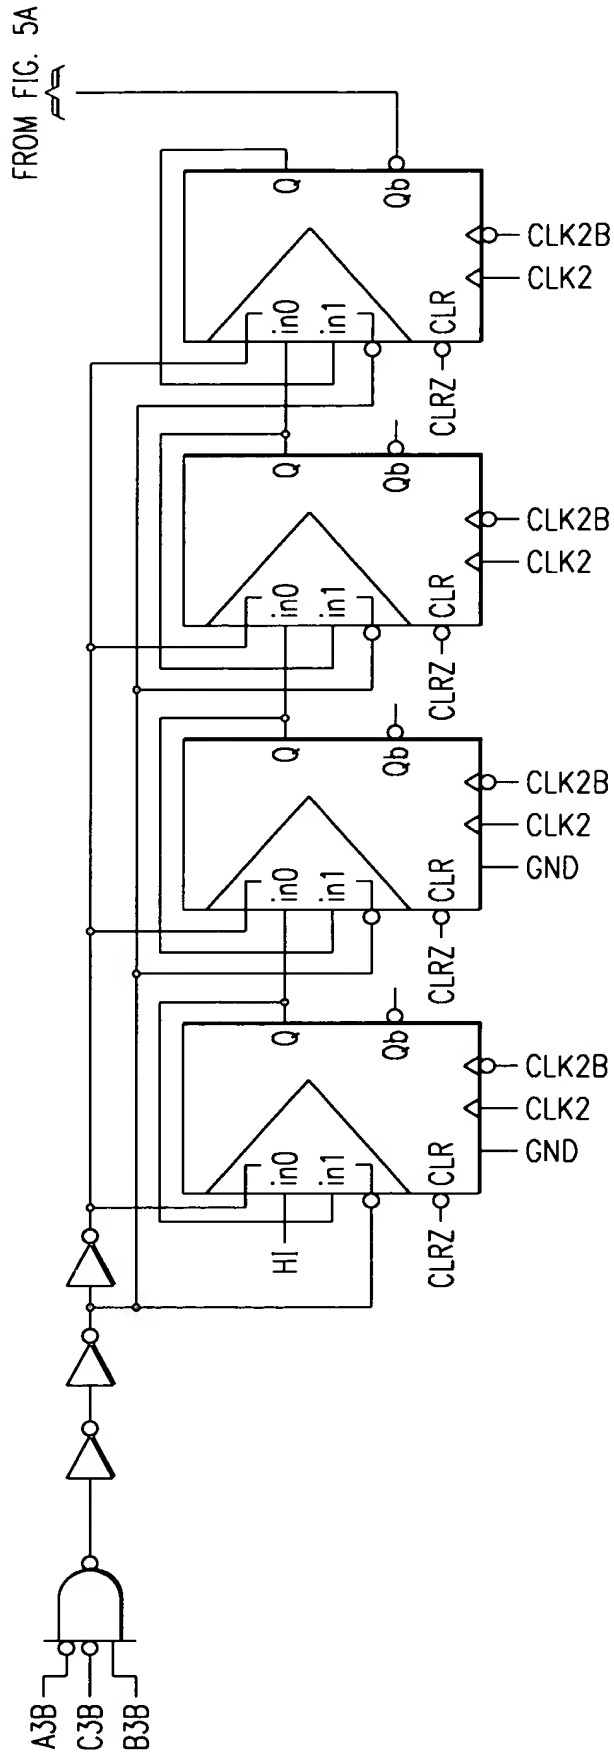 FROM FIG. 5A
Q
Qb
in0
in1
CLR
CLRZ
CLK2B
CLK2
Q
Qb
in0
in1
CLR
CLRZ
CLK2B
CLK2
Q
Qb
in0
in1
CLR
CLRZ
CLK2B
CLK2
GND
Q
Qb
in0
in1
CLR
CLRZ
CLK2B
CLK2
GND
HI
A3B
C3B
B3B